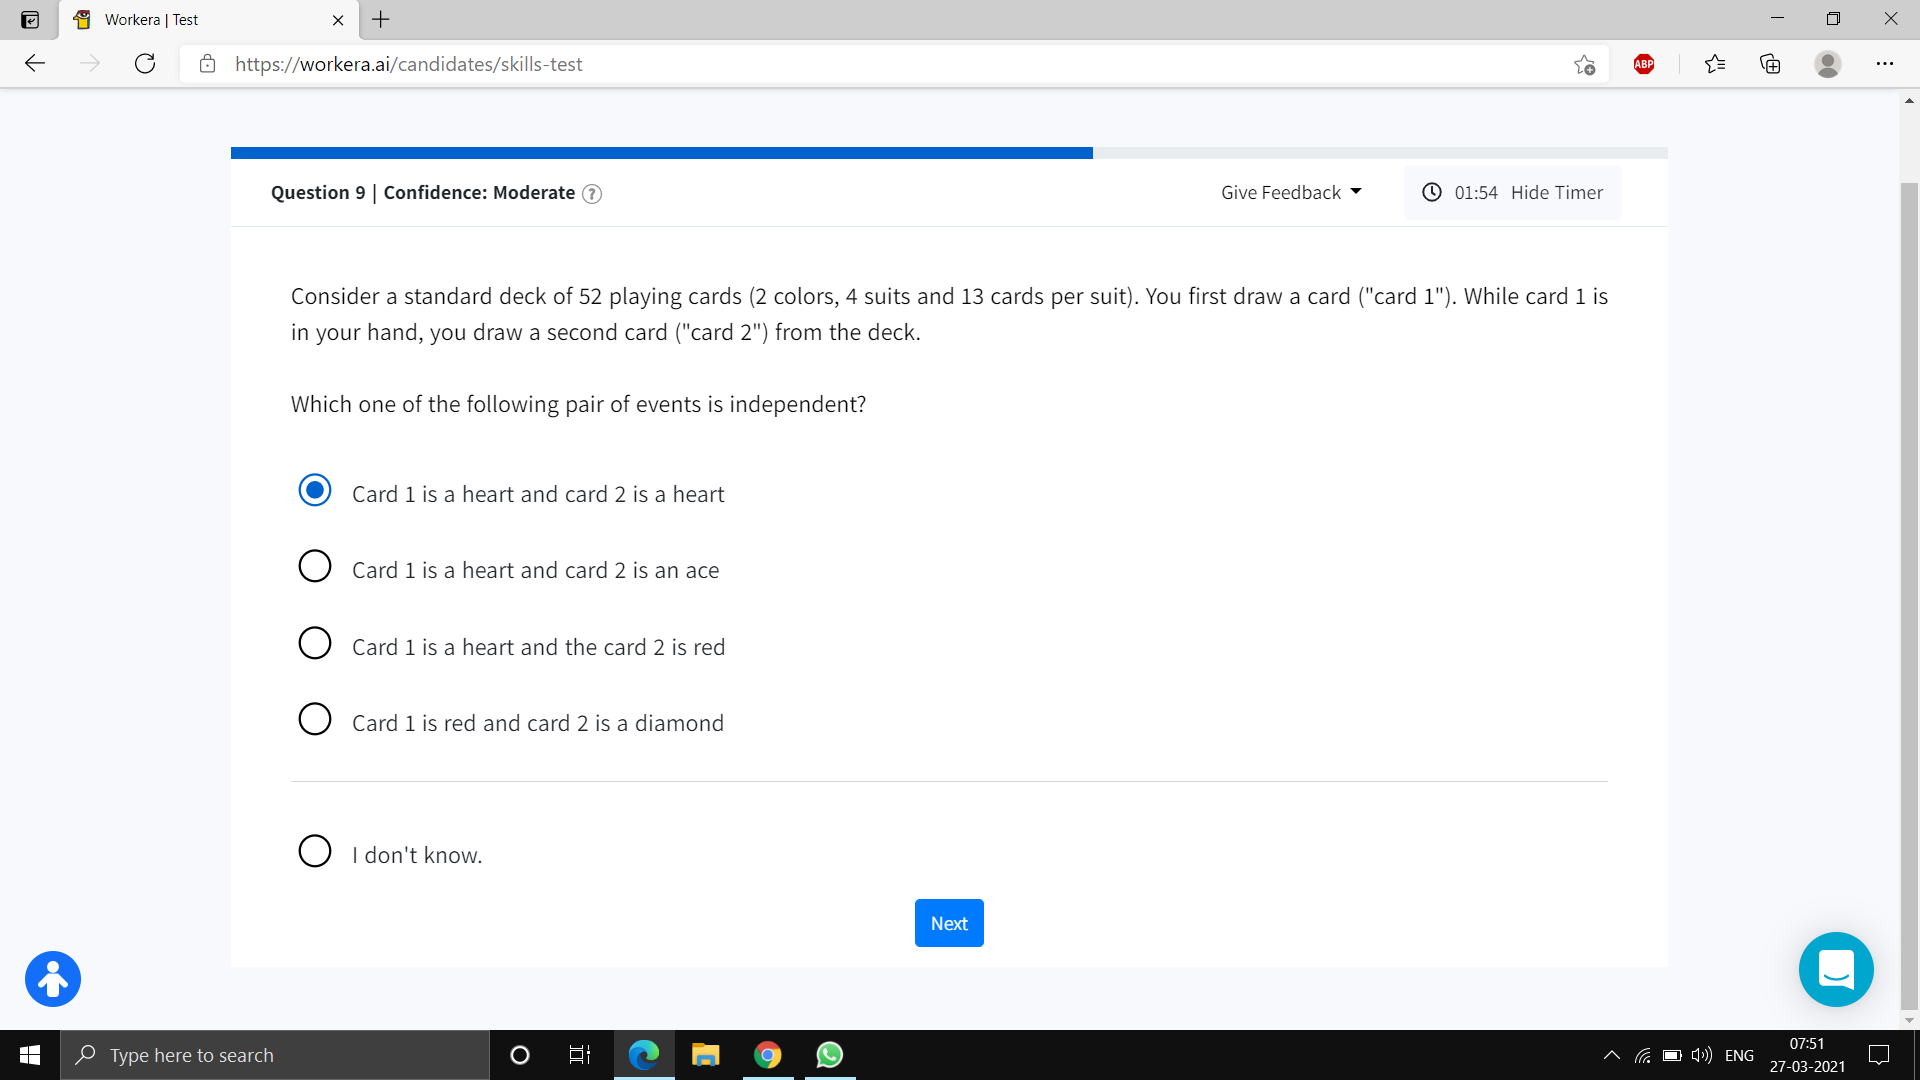 Workera | Test
https://workera.ai/candidates/skills-test
ABP
Question 9 | Confidence: Moderate ?
Give Feedback
01:54 Hide Timer
Consider a standard deck of 52 playing cards (2 colors, 4 suits and 13 cards per suit). You first draw a card ("card 1"). While card 1 is
in your hand, you draw a second card ("card 2") from the deck.
Which one of the following pair of events is independent?
Card 1 is a heart and card 2 is a heart
Card 1 is a heart and card 2 is an ace
Card 1 is a heart and the card 2 is red
Card 1 is red and card 2 is a diamond
I don't know.
Next
Type here to search
ENG
07:51
27-03-2021